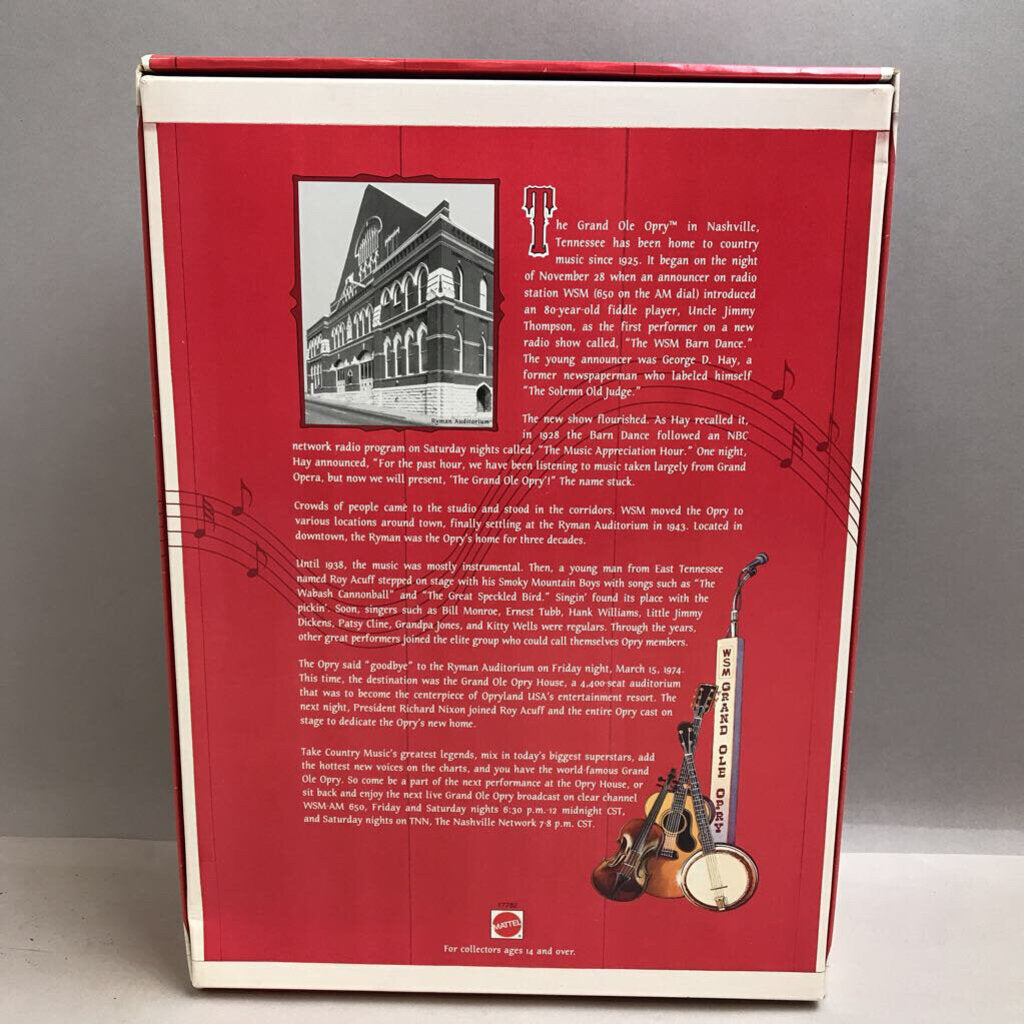 The Grand Ole Opry™ in Nashville,
Tennessee has been home to country
music since 1925. It began on the night
of November 28 when an announcer on radio
station WSM (650 on the AM dial) introduced
an 80-year-old fiddle player, Uncle Jimmy
Thompson, as the first performer on a new
radio show called, "The WSM Barn Dance."
The young announcer was George D. Hay, a
former newspaperman who labeled himself
"The Solemn Old Judge."
Ryman Auditorium
The new show flourished. As Hay recalled it,
in 1928 the Barn Dance followed an NBC
network radio program on Saturday nights called, "The Music Appreciation Hour." One night,
Hay announced, "For the past hour, we have been listening to music taken largely from Grand
Opera, but now we will present, 'The Grand Ole Opry'!" The name stuck.
Crowds of people came to the studio and stood in the corridors. WSM moved the Opry to
various locations around town, finally settling at the Ryman Auditorium in 1943. Located in
downtown, the Ryman was the Opry's home for three decades.
Until 1938, the music was mostly instrumental. Then, a young man from East Tennessee
named Roy Acuff stepped on stage with his Smoky Mountain Boys with songs such as "The
Wabash Cannonball" and "The Great Speckled Bird." Singin' found its place with the
pickin'. Soon, singers such as Bill Monroe, Ernest Tubb, Hank Williams, Little Jimmy
Dickens, Patsy Cline, Grandpa Jones, and Kitty Wells were regulars. Through the years,
other great performers joined the elite group who could call themselves Opry members.
The Opry said "goodbye" to the Ryman Auditorium on Friday night, March 15, 1974.
This time, the destination was the Grand Ole Opry House, a 4,400-seat auditorium
that was to become the centerpiece of Opryland USA's entertainment resort. The
next night, President Richard Nixon joined Roy Acuff and the entire Opry cast on
stage to dedicate the Opry's new home.
Take Country Music's greatest legends, mix in today's biggest superstars, add
the hottest new voices on the charts, and you have the world-famous Grand
Ole Opry. So come be a part of the next performance at the Opry House, or
sit back and enjoy the next live Grand Ole Opry broadcast on clear channel
WSM-AM 650, Friday and Saturday nights 6:30 p.m.-12 midnight CST,
and Saturday nights on TNN, The Nashville Network 7-8 p.m. CST.
WSM GRAND OLE OPRY
17782
MATTEL
For collectors ages 14 and over.